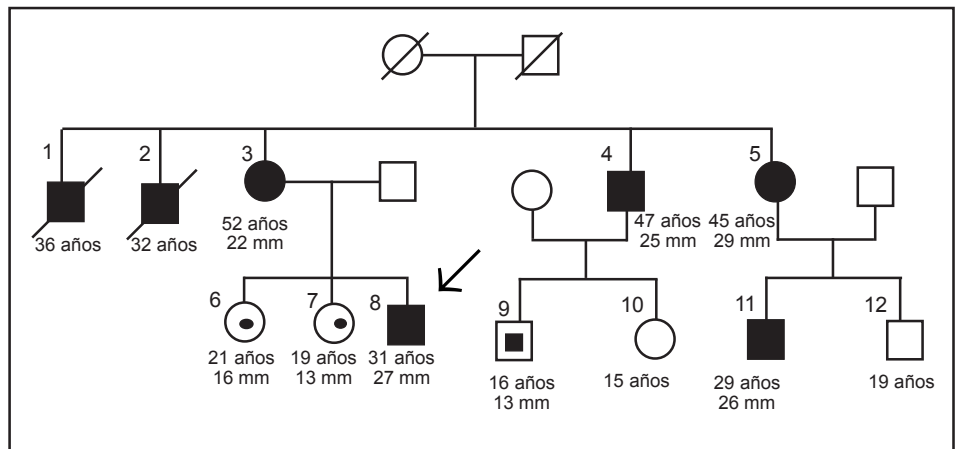 1
2
3
4
5
36 años
32 años
52 años
22 mm
47 años
25 mm
45 años
29 mm
6
7
8
9
10
11
12
21 años
16 mm
19 años
13 mm
31 años
27 mm
16 años
13 mm
15 años
29 años
26 mm
19 años